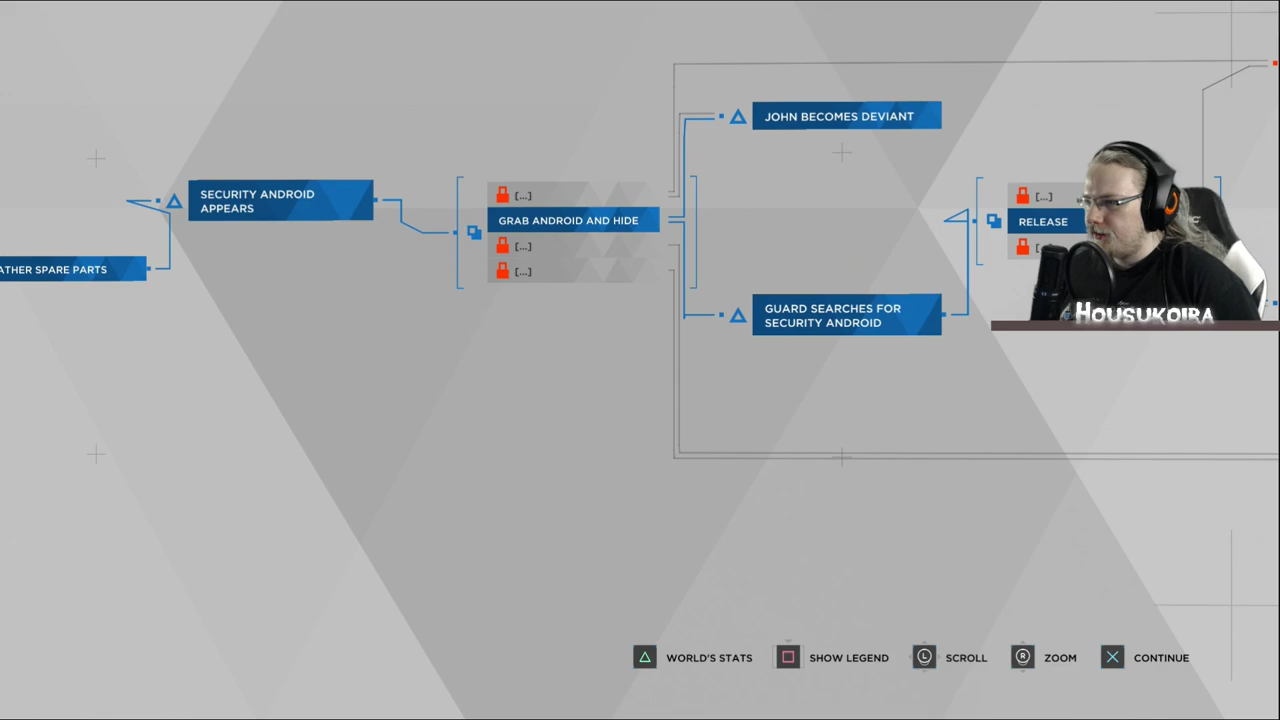 JOHN BECOMES DEVIANT
SECURITY ANDROID
APPEARS
[...]
GRAB ANDROID AND HIDE
[...]
[...]
[...]
RELEASE
ATHER SPARE PARTS
GUARD SEARCHES FOR
SECURITY ANDROID
HOUSUKOIRA
WORLD'S STATS
SHOW LEGEND
L
SCROLL
R
ZOOM
CONTINUE